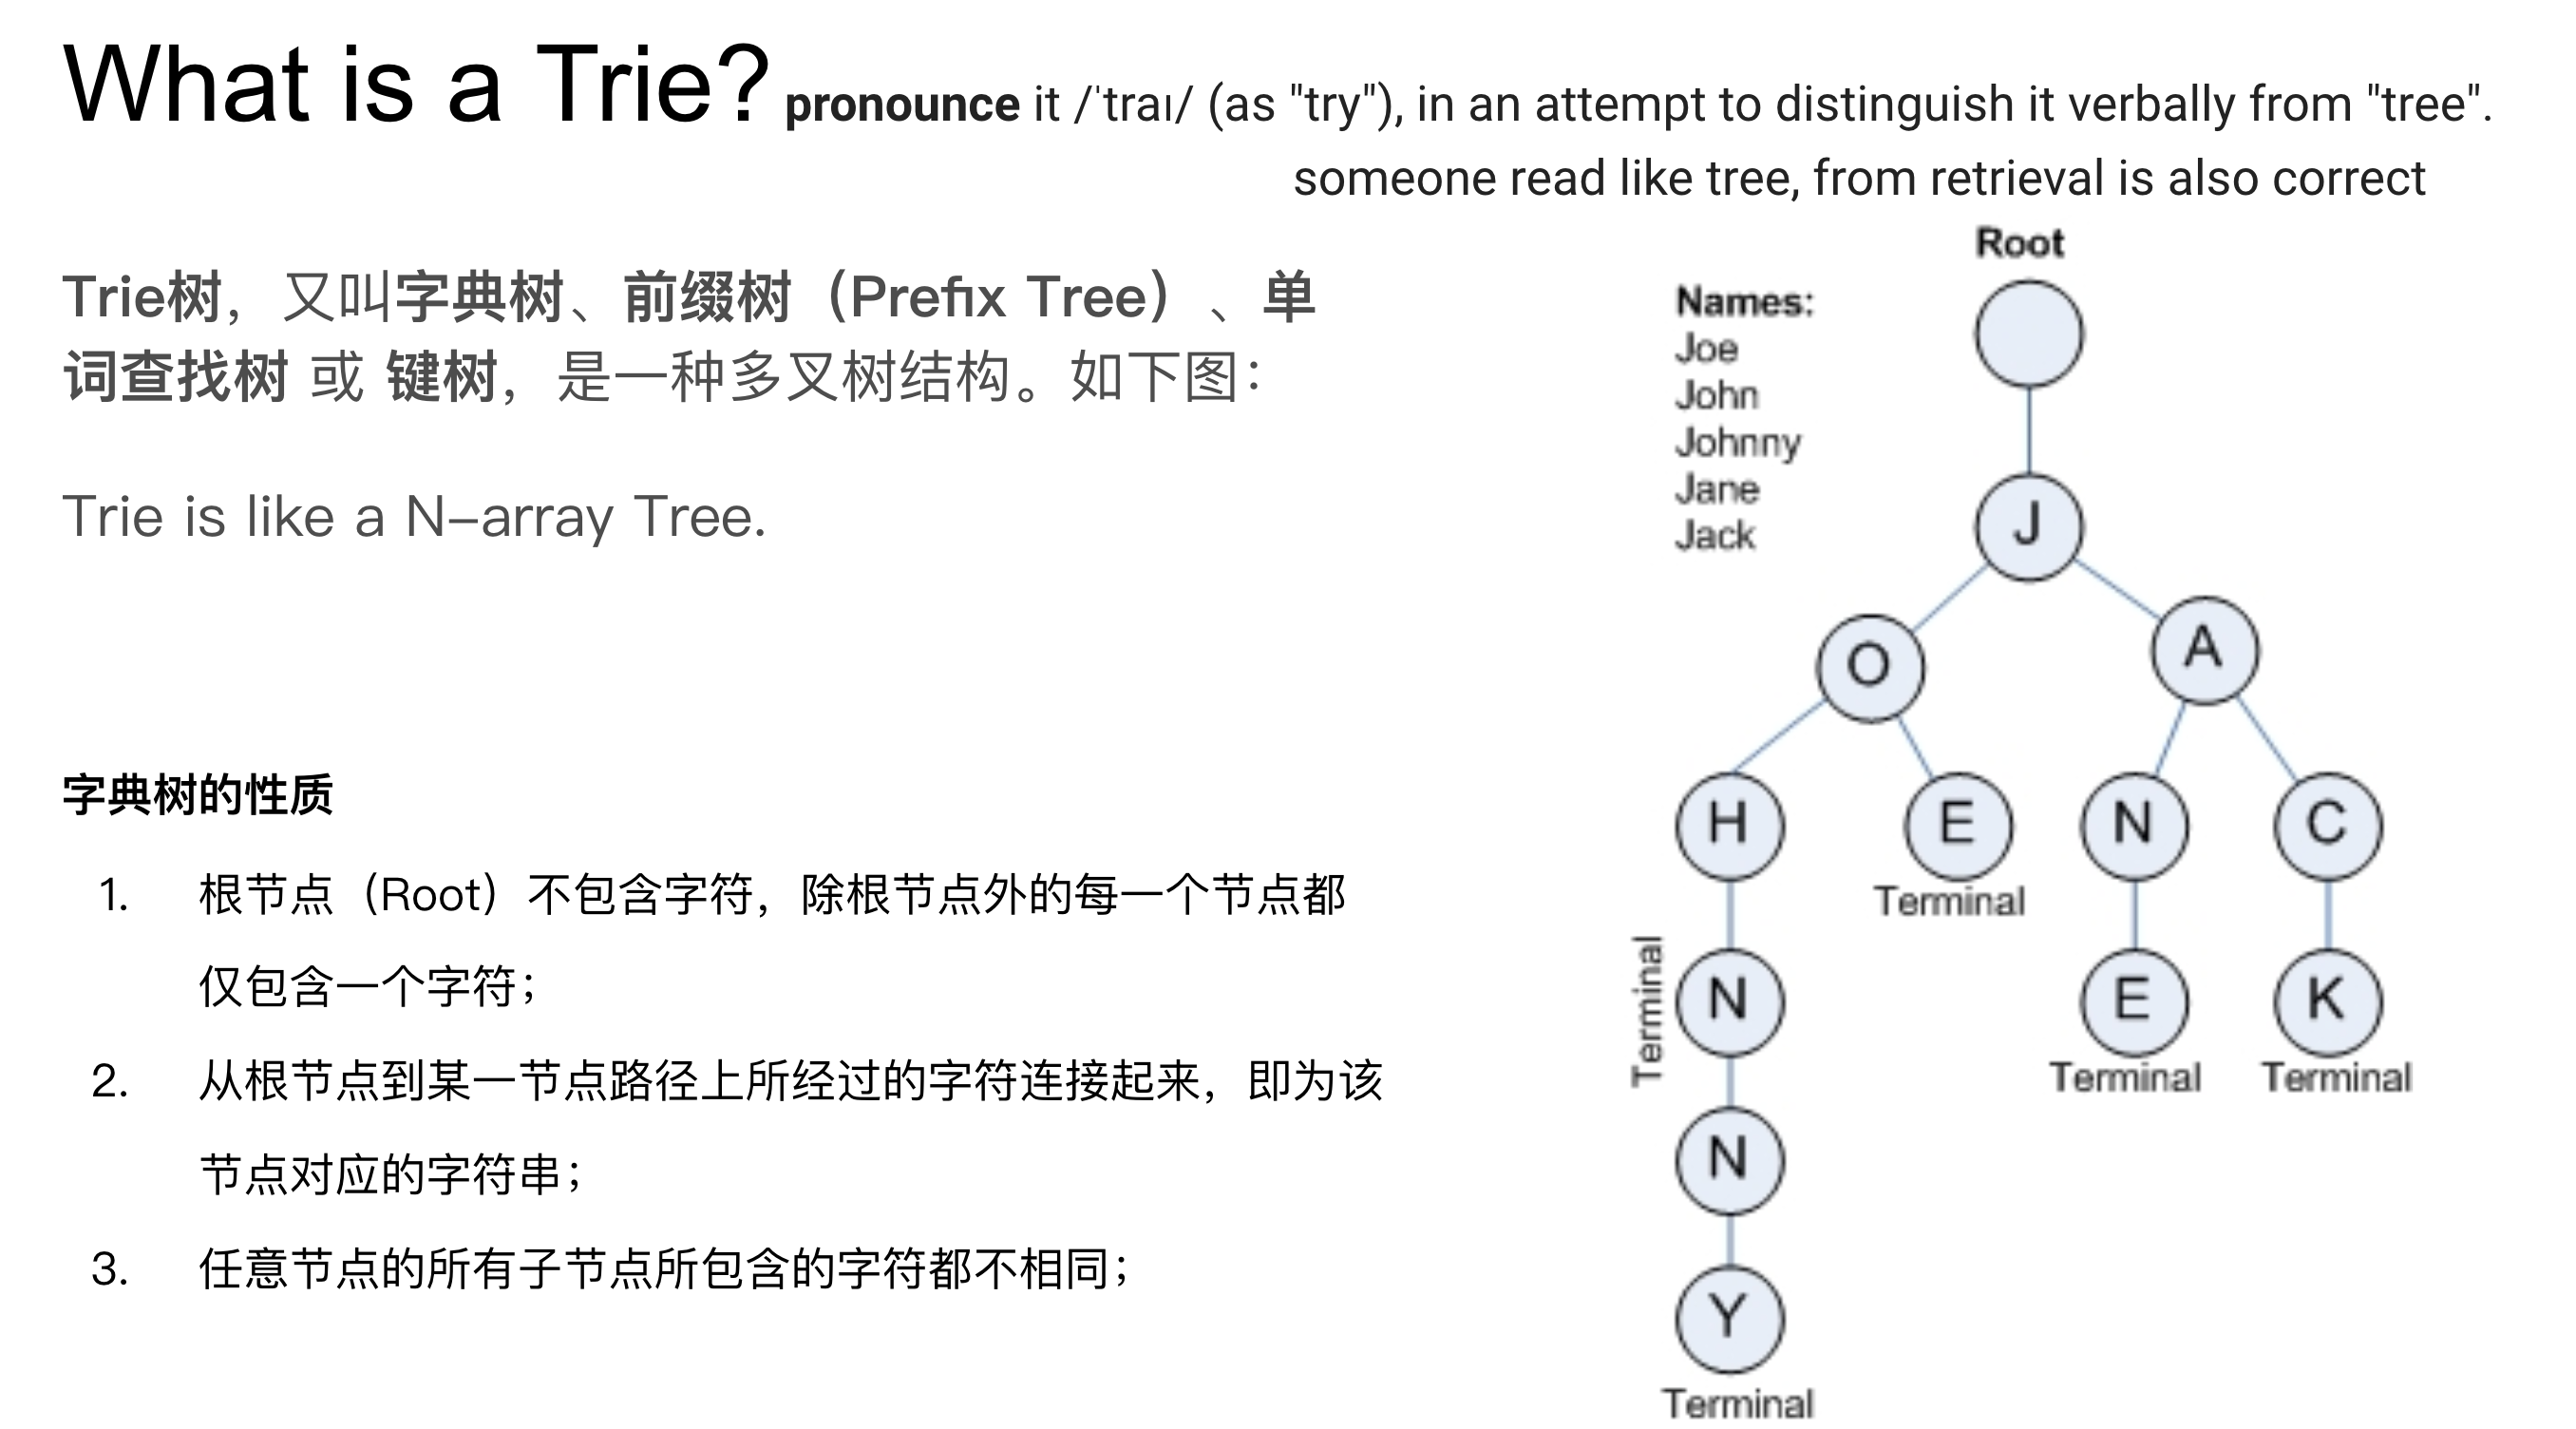 What is a Trie? pronounce it /ˈtraɪ/ (as "try"), in an attempt to distinguish it verbally from "tree".
someone read like tree, from retrieval is also correct
Trie树，又叫字典树、前缀树（Prefix Tree）、单
词查找树 或 键树，是一种多叉树结构。如下图：
Trie is like a N-array Tree.
字典树的性质
1. 根节点（Root）不包含字符，除根节点外的每一个节点都
仅包含一个字符；
2. 从根节点到某一节点路径上所经过的字符连接起来，即为该
节点对应的字符串；
3. 任意节点的所有子节点所包含的字符都不相同；
Root
Names:
Joe
John
Johnny
Jane
Jack
J
O
A
H
E
N
C
Terminal
Terminal
N
E
K
Terminal
Terminal
N
Y
Terminal